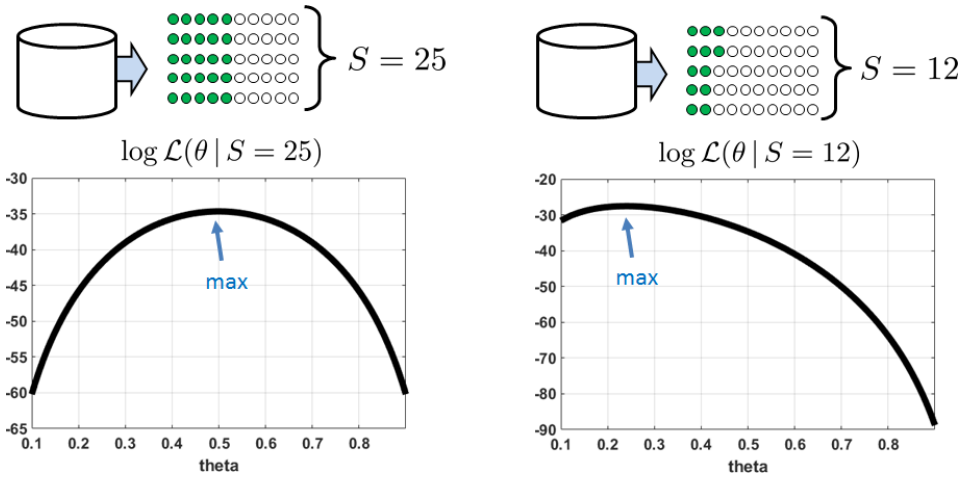 S = 25
log L(θ | S = 25)
-30
-35
-40
-45
-50
-55
-60
-65
max
0.1 0.2 0.3 0.4 0.5 0.6 0.7 0.8
theta
S = 12
log L(θ | S = 12)
-20
-30
-40
-50
-60
-70
-80
-90
max
0.1 0.2 0.3 0.4 0.5 0.6 0.7 0.8
theta